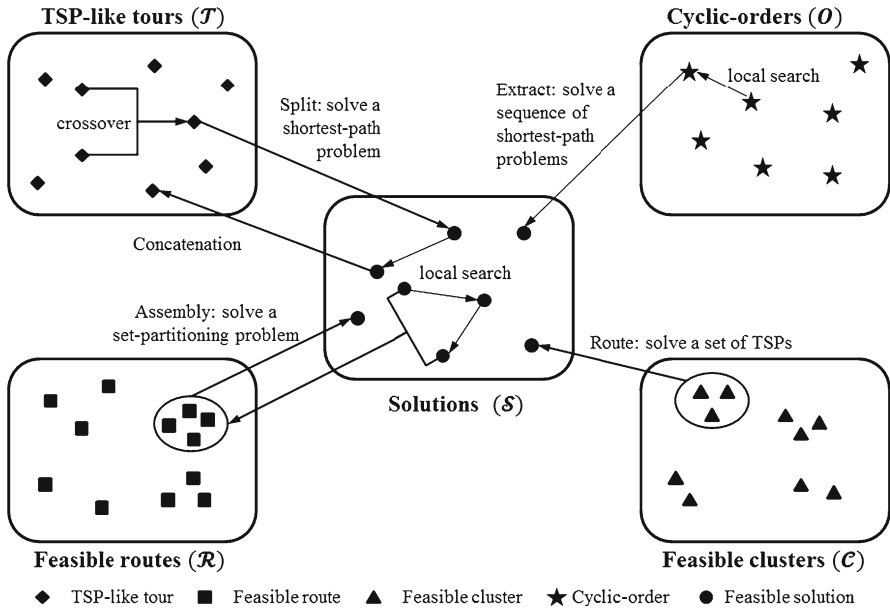 TSP-like tours (𝒯)
Cyclic-orders (O)
crossover
Split: solve a
shortest-path
problem
Extract: solve a
sequence of
shortest-path
problems
local search
Concatenation
local search
Assembly: solve a
set-partitioning problem
Route: solve a set of TSPs
Solutions (𝓢)
Feasible routes (𝓡)
Feasible clusters (𝓒)
TSP-like tour
Feasible route
Feasible cluster
Cyclic-order
Feasible solution